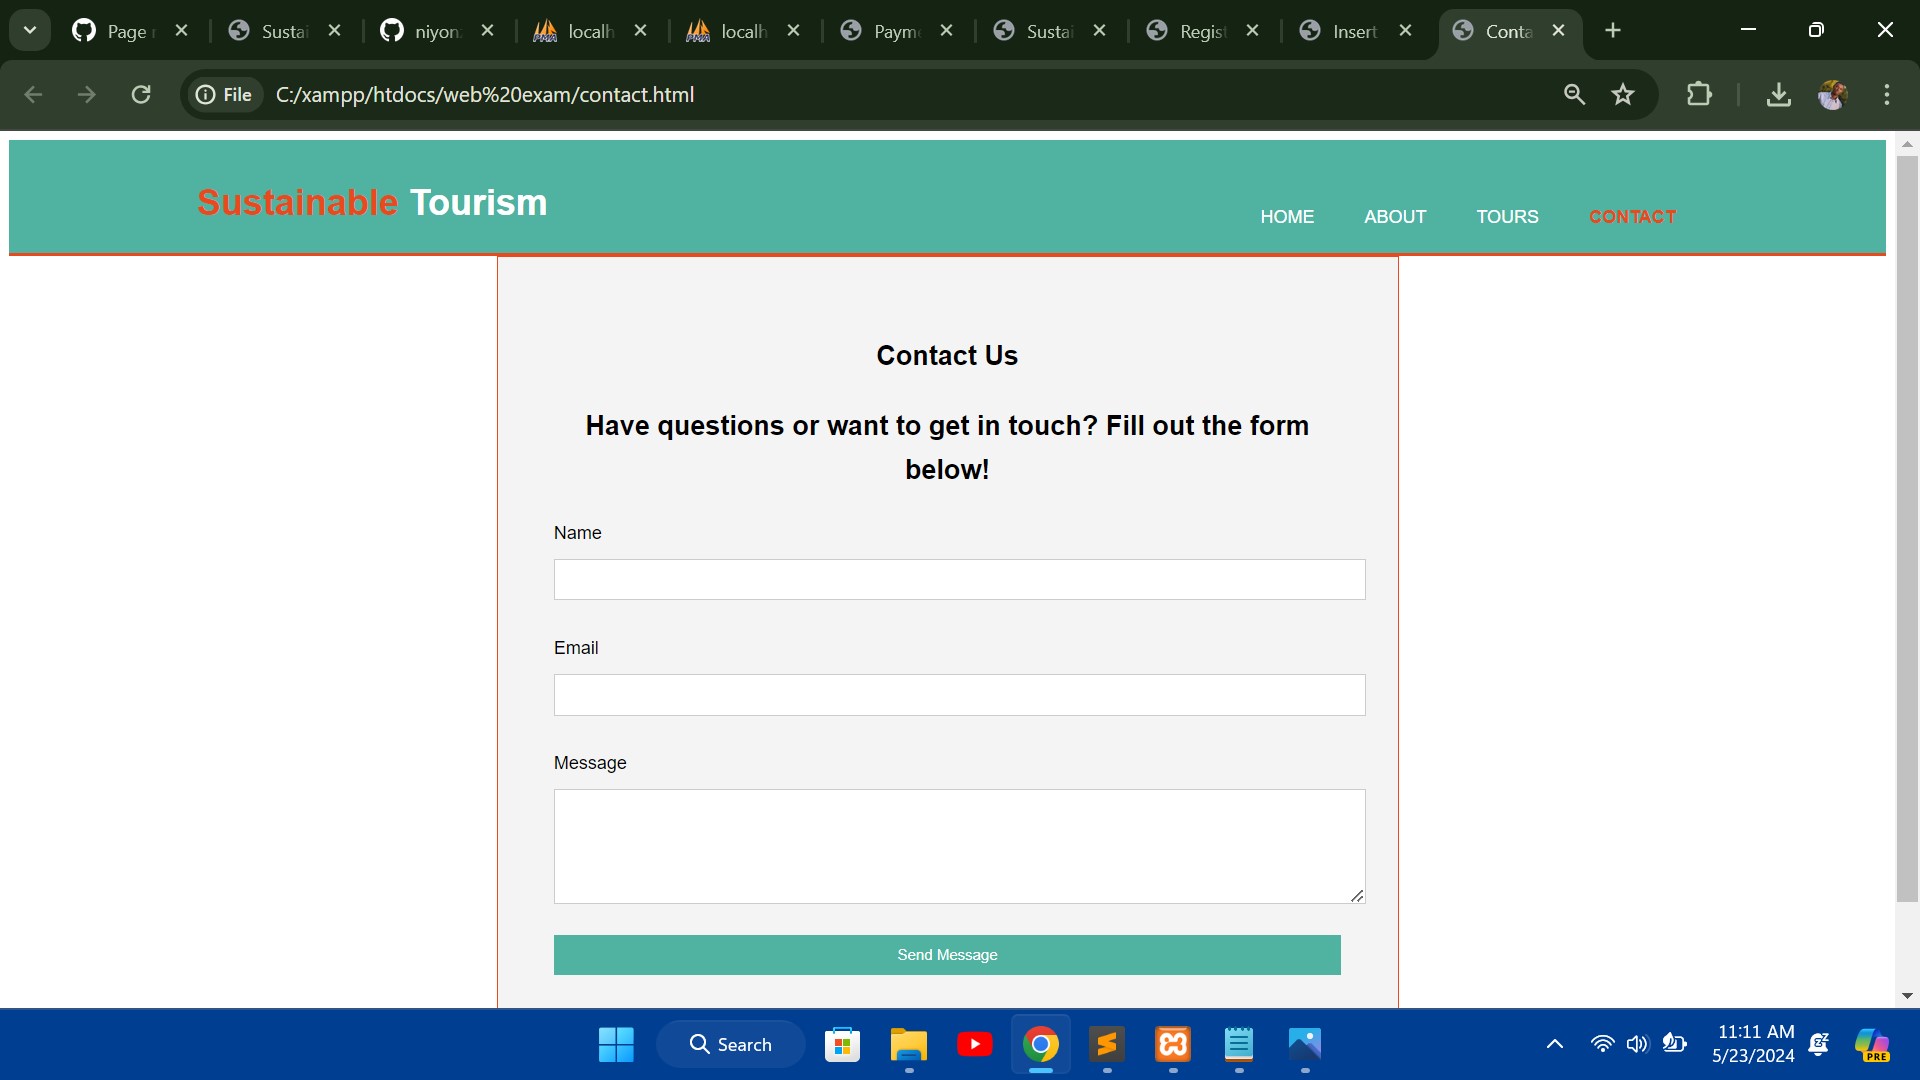 Page
Sustai
niyon
localh
localh
Payme
Sustai
Regist
Insert
Conta
File
C:/xampp/htdocs/web%20exam/contact.html
Sustainable Tourism
HOME
ABOUT
TOURS
CONTACT
Contact Us
Have questions or want to get in touch? Fill out the form
below!
Name
Email
Message
Send Message
Search
11:11 AM
5/23/2024
PRE